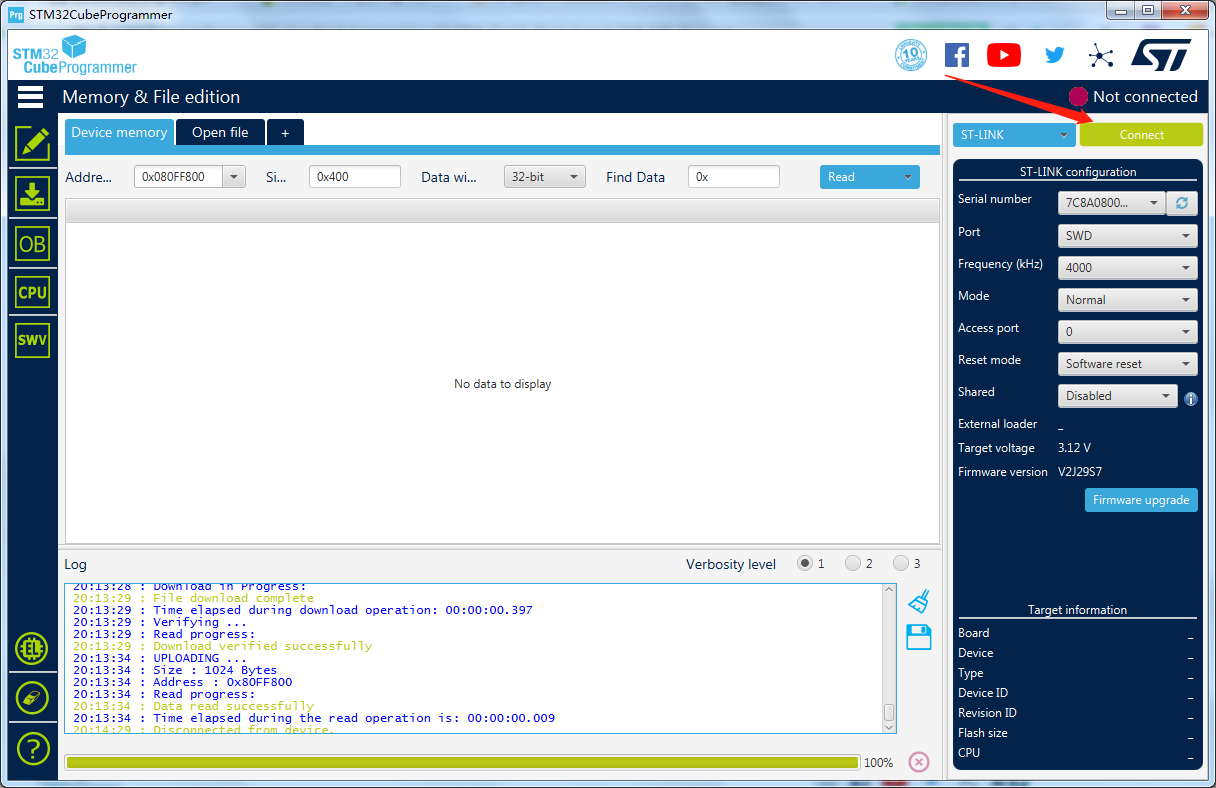 Prg STM32CubeProgrammer
STM32
CubeProgrammer
10
Memory & File edition
Not connected
Device memory
Open file
+
ST-LINK
Connect
Addre...
0x080FF800
Si...
0x400
Data wi...
32-bit
Find Data
0x
Read
ST-LINK configuration
Serial number
7C8A0800...
Port
SWD
Frequency (kHz)
4000
Mode
Normal
Access port
0
Reset mode
Software reset
Shared
Disabled
External loader
_
Target voltage
3.12 V
Firmware version
V2J29S7
Firmware upgrade
OB
CPU
SWV
No data to display
Log
Verbosity level
1
2
3
20:13:28 : Download in Progress:
20:13:29 : File download complete
20:13:29 : Time elapsed during download operation: 00:00:00.397
20:13:29 : Verifying ...
20:13:29 : Read progress:
20:13:29 : Download verified successfully
20:13:34 : UPLOADING ...
20:13:34 : Size : 1024 Bytes
20:13:34 : Address : 0x80FF800
20:13:34 : Read progress:
20:13:34 : Data read successfully
20:13:34 : Time elapsed during the read operation is: 00:00:00.009
20:14:29 : Disconnected from device.
100%
Target information
Board _
Device _
Type _
Device ID _
Revision ID _
Flash size _
CPU _